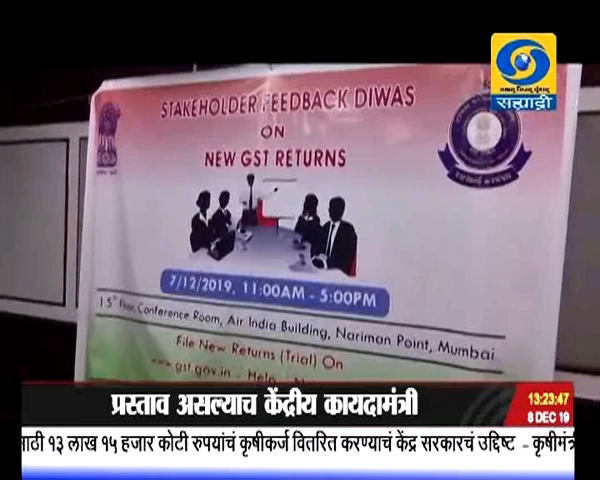 सह्याद्री
STAKEHOLDER FEEDBACK DIWAS
ON
NEW GST RETURNS
7/12/2019, 11:00AM - 5:00PM
15th Floor, Conference Room, Air India Building, Nariman Point, Mumbai
File New Returns (Trial) On
www.gst.gov.in - Help
प्रस्ताव असल्याच केंद्रीय कायदामंत्री
13:23:47
8 DEC 19
साठी १३ लाख १५ हजार कोटी रुपयांचं कृषीकर्ज वितरित करण्याचं केंद्र सरकारचं उद्दिष्ट - कृषीमंत्र